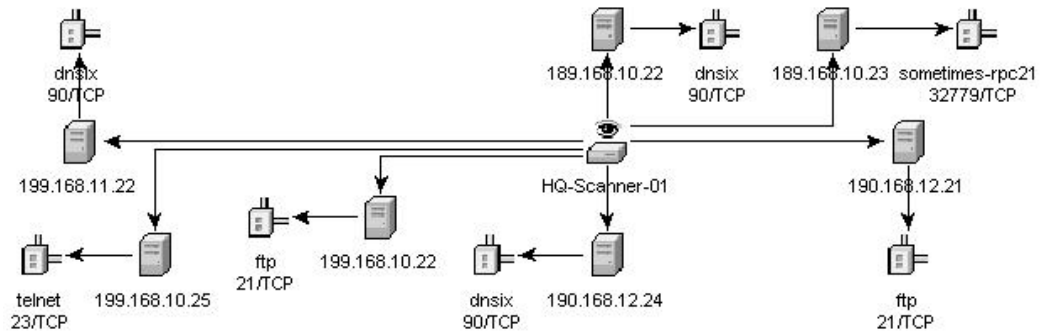 dnsix
90/TCP
189.168.10.22
dnsix
90/TCP
189.168.10.23
sometimes-rpc21
32779/TCP
199.168.11.22
HQ-Scanner-01
190.168.12.21
telnet
23/TCP
199.168.10.25
ftp
21/TCP
199.168.10.22
dnsix
90/TCP
190.168.12.24
ftp
21/TCP